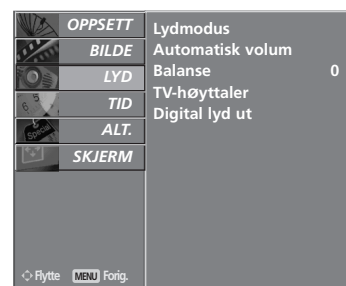 OPPSETT
BILDE
LYD
TID
ALT.
SKJERM
Lydmodus
Automatisk volum
Balanse 0
TV-høyttaler
Digital lyd ut
Flytte MENU Forig.
Special